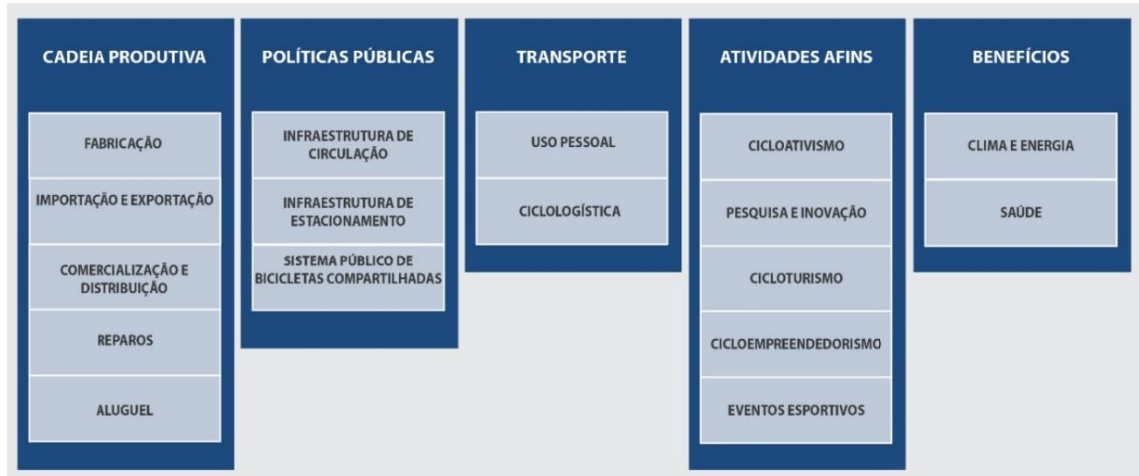 CADEIA PRODUTIVA
FABRICAÇÃO
IMPORTAÇÃO E EXPORTAÇÃO
COMERCIALIZAÇÃO E
DISTRIBUIÇÃO
REPAROS
ALUGUEL
POLÍTICAS PÚBLICAS
INFRAESTRUTURA DE
CIRCULAÇÃO
INFRAESTRUTURA DE
ESTACIONAMENTO
SISTEMA PÚBLICO DE
BICICLETAS COMPARTILHADAS
TRANSPORTE
USO PESSOAL
CICLOLOGÍSTICA
ATIVIDADES AFINS
CICLOATIVISMO
PESQUISA E INOVAÇÃO
CICLOTURISMO
CICLOEMPREENDEDORISMO
EVENTOS ESPORTIVOS
BENEFÍCIOS
CLIMA E ENERGIA
SAÚDE